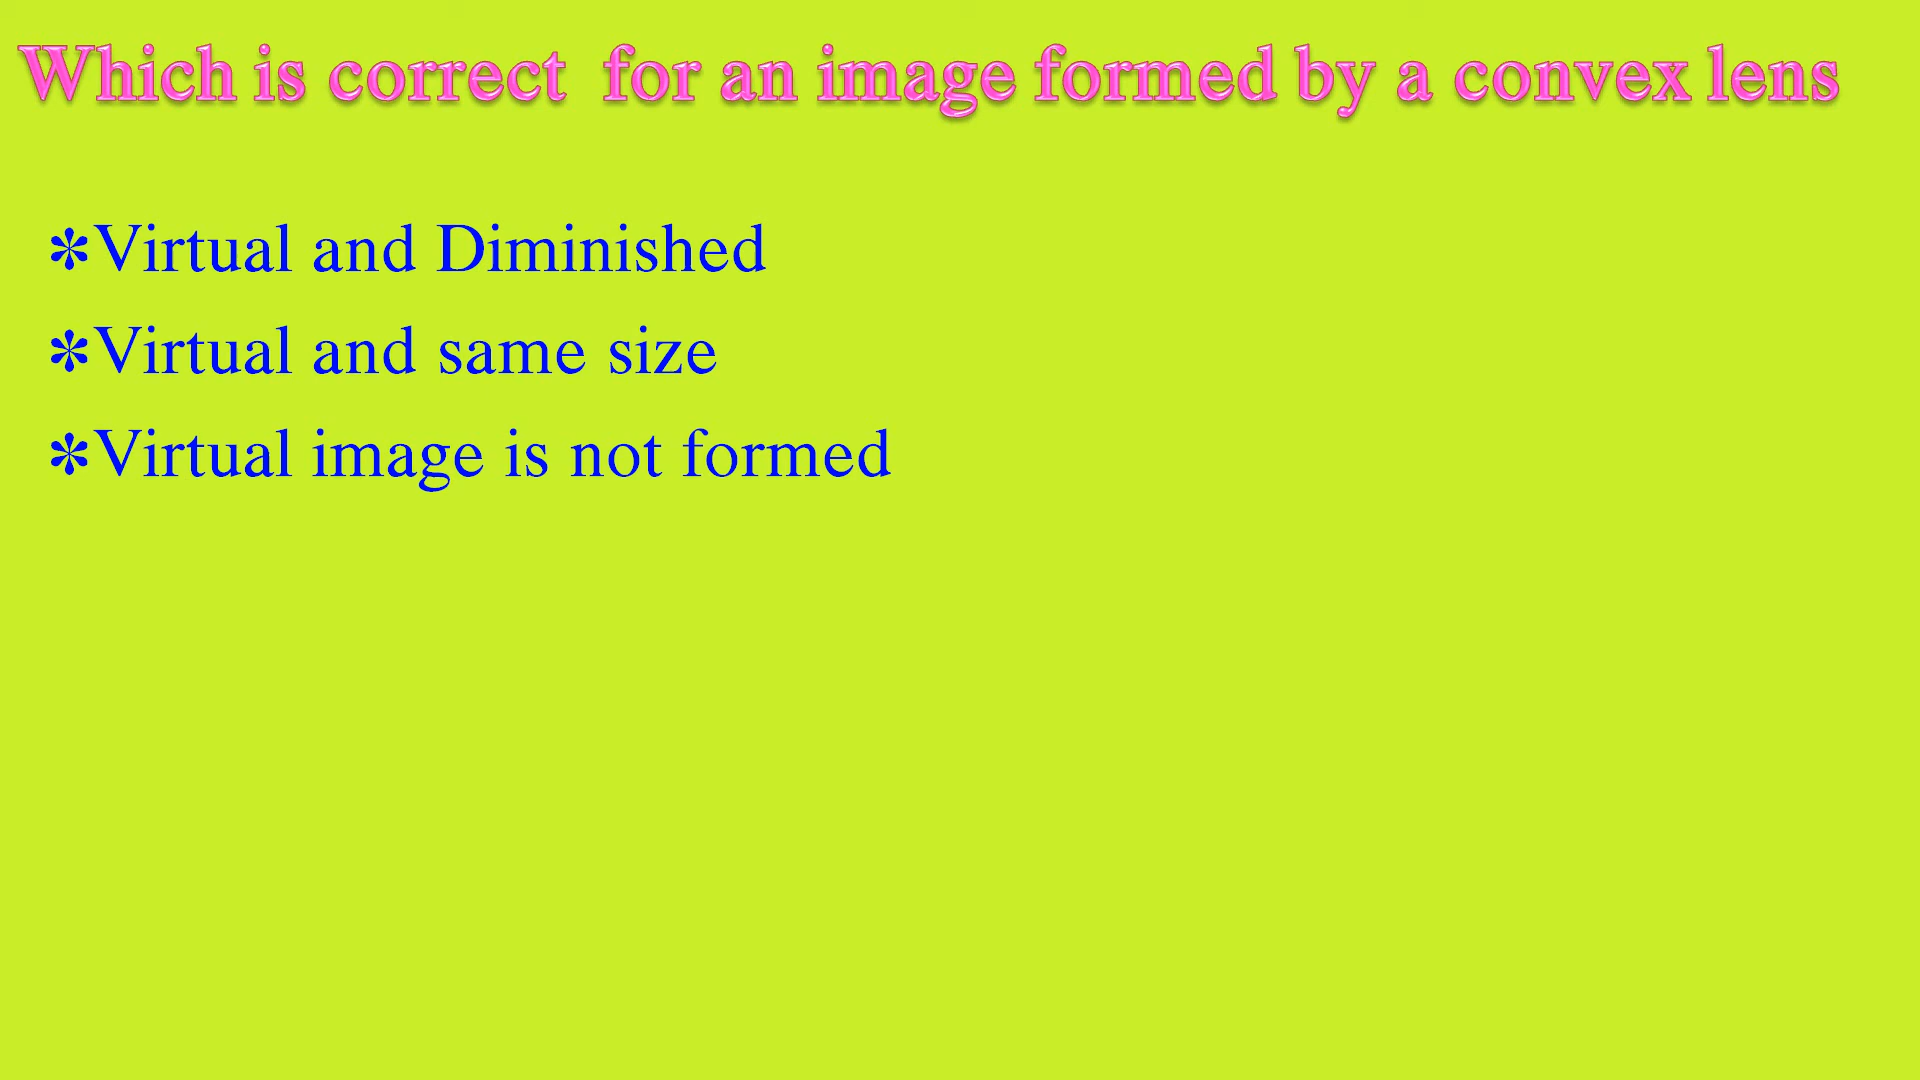 Which is correct  for an image formed by a convex lens
✻Virtual and Diminished
✻Virtual and same size
✻Virtual image is not formed